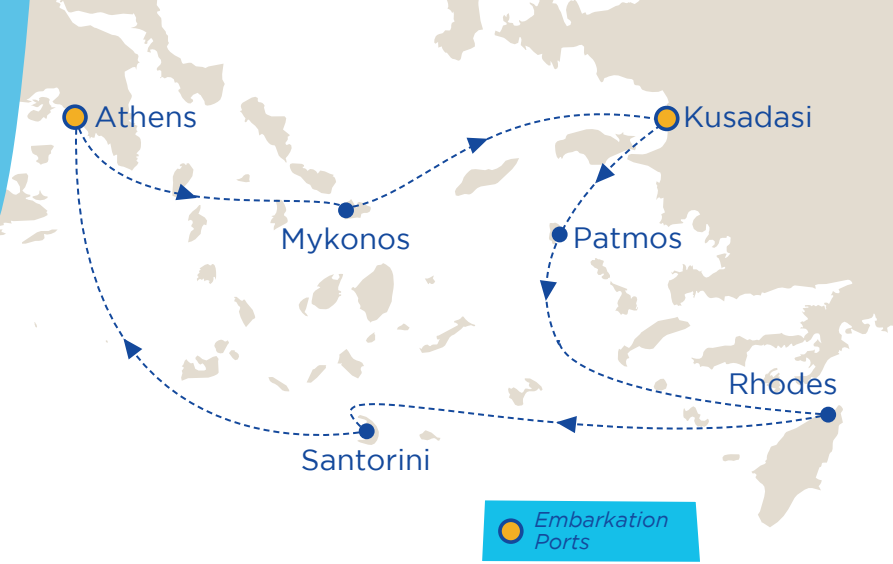 Athens
Kusadasi
Mykonos
Patmos
Rhodes
Santorini
Embarkation
Ports